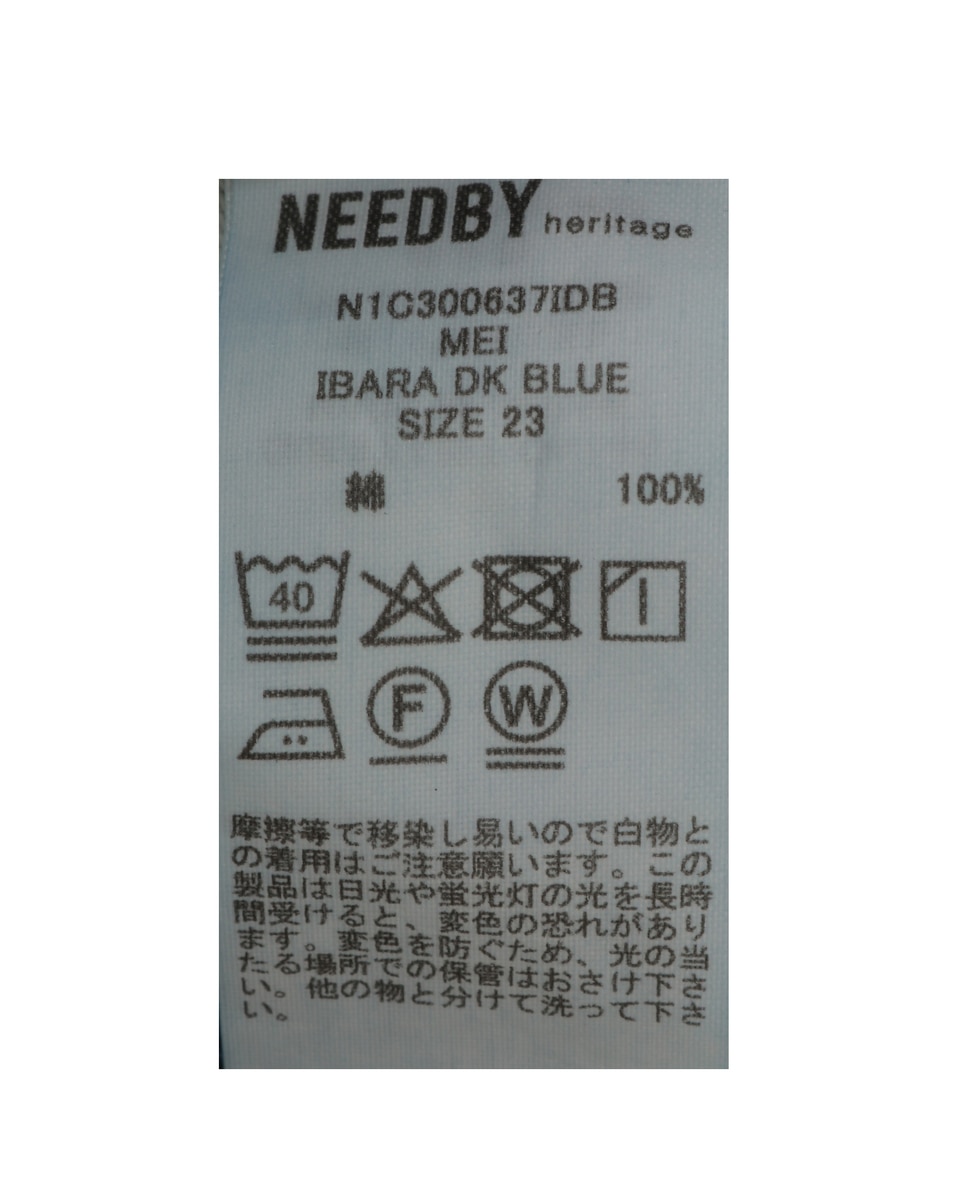 NEEDBY heritage
N1C300637IDB
MEI
IBARA DK BLUE
SIZE 23
綿 100%
40
F W
摩擦等で移染し易いので白物と
の着用はご注意願います。この
製品は日光や蛍光灯の光を長時
間受けると、変色の恐れがあり
ます。変色を防ぐため、光の当
たる場所での保管はおさけ下さ
い。他の物と分けて洗って下さ
い。